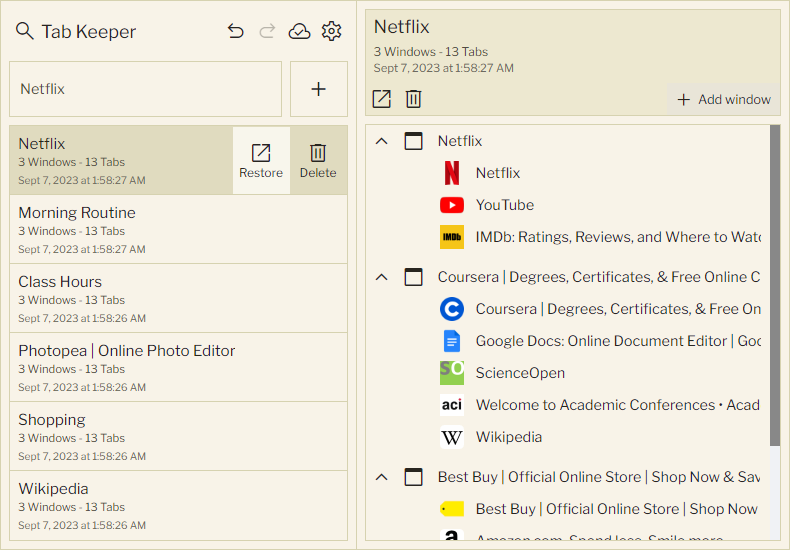 Tab Keeper
Netflix
Netflix
3 Windows - 13 Tabs
Sept 7, 2023 at 1:58:27 AM
Restore
Delete
Morning Routine
3 Windows - 13 Tabs
Sept 7, 2023 at 1:58:27 AM
Class Hours
3 Windows - 13 Tabs
Sept 7, 2023 at 1:58:26 AM
Photopea | Online Photo Editor
3 Windows - 13 Tabs
Sept 7, 2023 at 1:58:26 AM
Shopping
3 Windows - 13 Tabs
Sept 7, 2023 at 1:58:26 AM
Wikipedia
3 Windows - 13 Tabs
Sept 7, 2023 at 1:58:26 AM
Netflix
3 Windows - 13 Tabs
Sept 7, 2023 at 1:58:27 AM
Add window
Netflix
N Netflix
YouTube
IMDb IMDb: Ratings, Reviews, and Where to Watc
Coursera | Degrees, Certificates, & Free Online C
C Coursera | Degrees, Certificates, & Free On
Google Docs: Online Document Editor | Goo
SO ScienceOpen
aci Welcome to Academic Conferences • Acad
W Wikipedia
Best Buy | Official Online Store | Shop Now & Sav
Best Buy | Official Online Store | Shop Now
a Amazon.com. Spend less. Smile more.